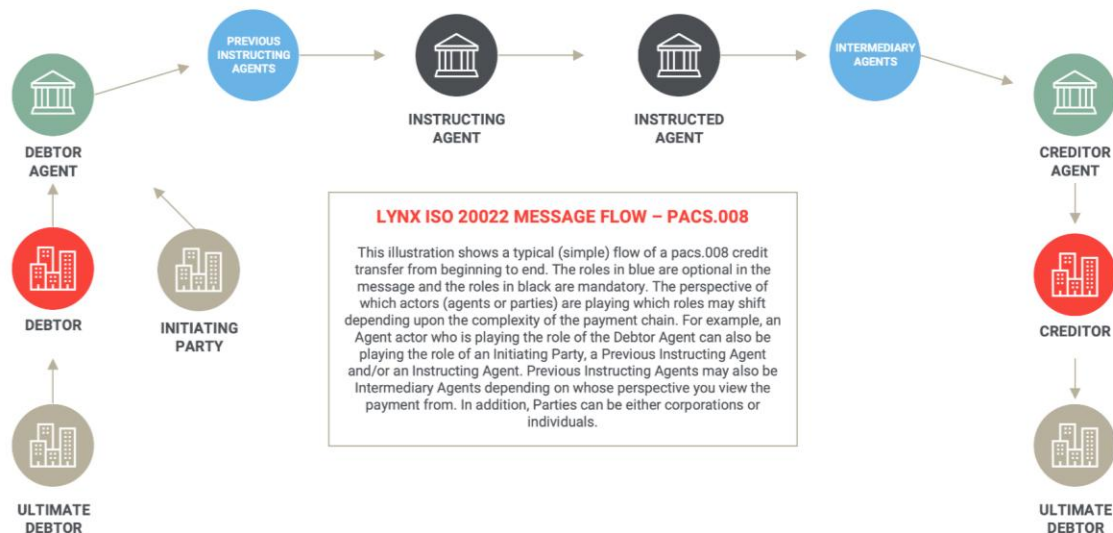 PREVIOUS
INSTRUCTING
AGENTS
INTERMEDIARY
AGENTS
INSTRUCTING
AGENT
INSTRUCTED
AGENT
DEBTOR
AGENT
CREDITOR
AGENT
LYNX ISO 20022 MESSAGE FLOW – PACS.008
This illustration shows a typical (simple) flow of a pacs.008 credit
transfer from beginning to end. The roles in blue are optional in the
message and the roles in black are mandatory. The perspective of
which actors (agents or parties) are playing which roles may shift
depending upon the complexity of the payment chain. For example, an
Agent actor who is playing the role of the Debtor Agent can also be
playing the role of an Initiating Party, a Previous Instructing Agent
and/or an Instructing Agent. Previous Instructing Agents may also be
Intermediary Agents depending on whose perspective you view the
payment from. In addition, Parties can be either corporations or
individuals.
DEBTOR
INITIATING
PARTY
CREDITOR
ULTIMATE
DEBTOR
ULTIMATE
DEBTOR